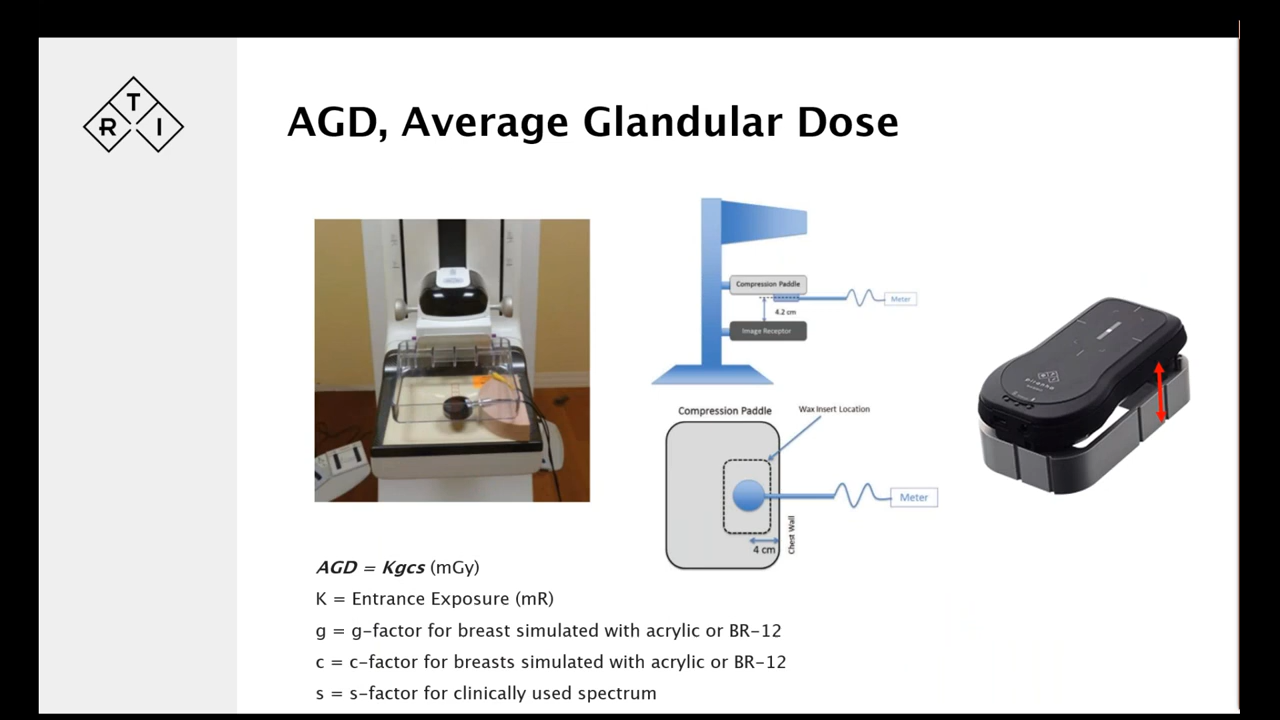 R T I
AGD, Average Glandular Dose
Compression Paddle
Meter
4.2 cm
Image Receptor
Compression Paddle
Wax Insert Location
Meter
Chest Wall
4 cm
piranha
AGD = Kgcs (mGy)
K = Entrance Exposure (mR)
g = g-factor for breast simulated with acrylic or BR-12
c = c-factor for breasts simulated with acrylic or BR-12
s = s-factor for clinically used spectrum